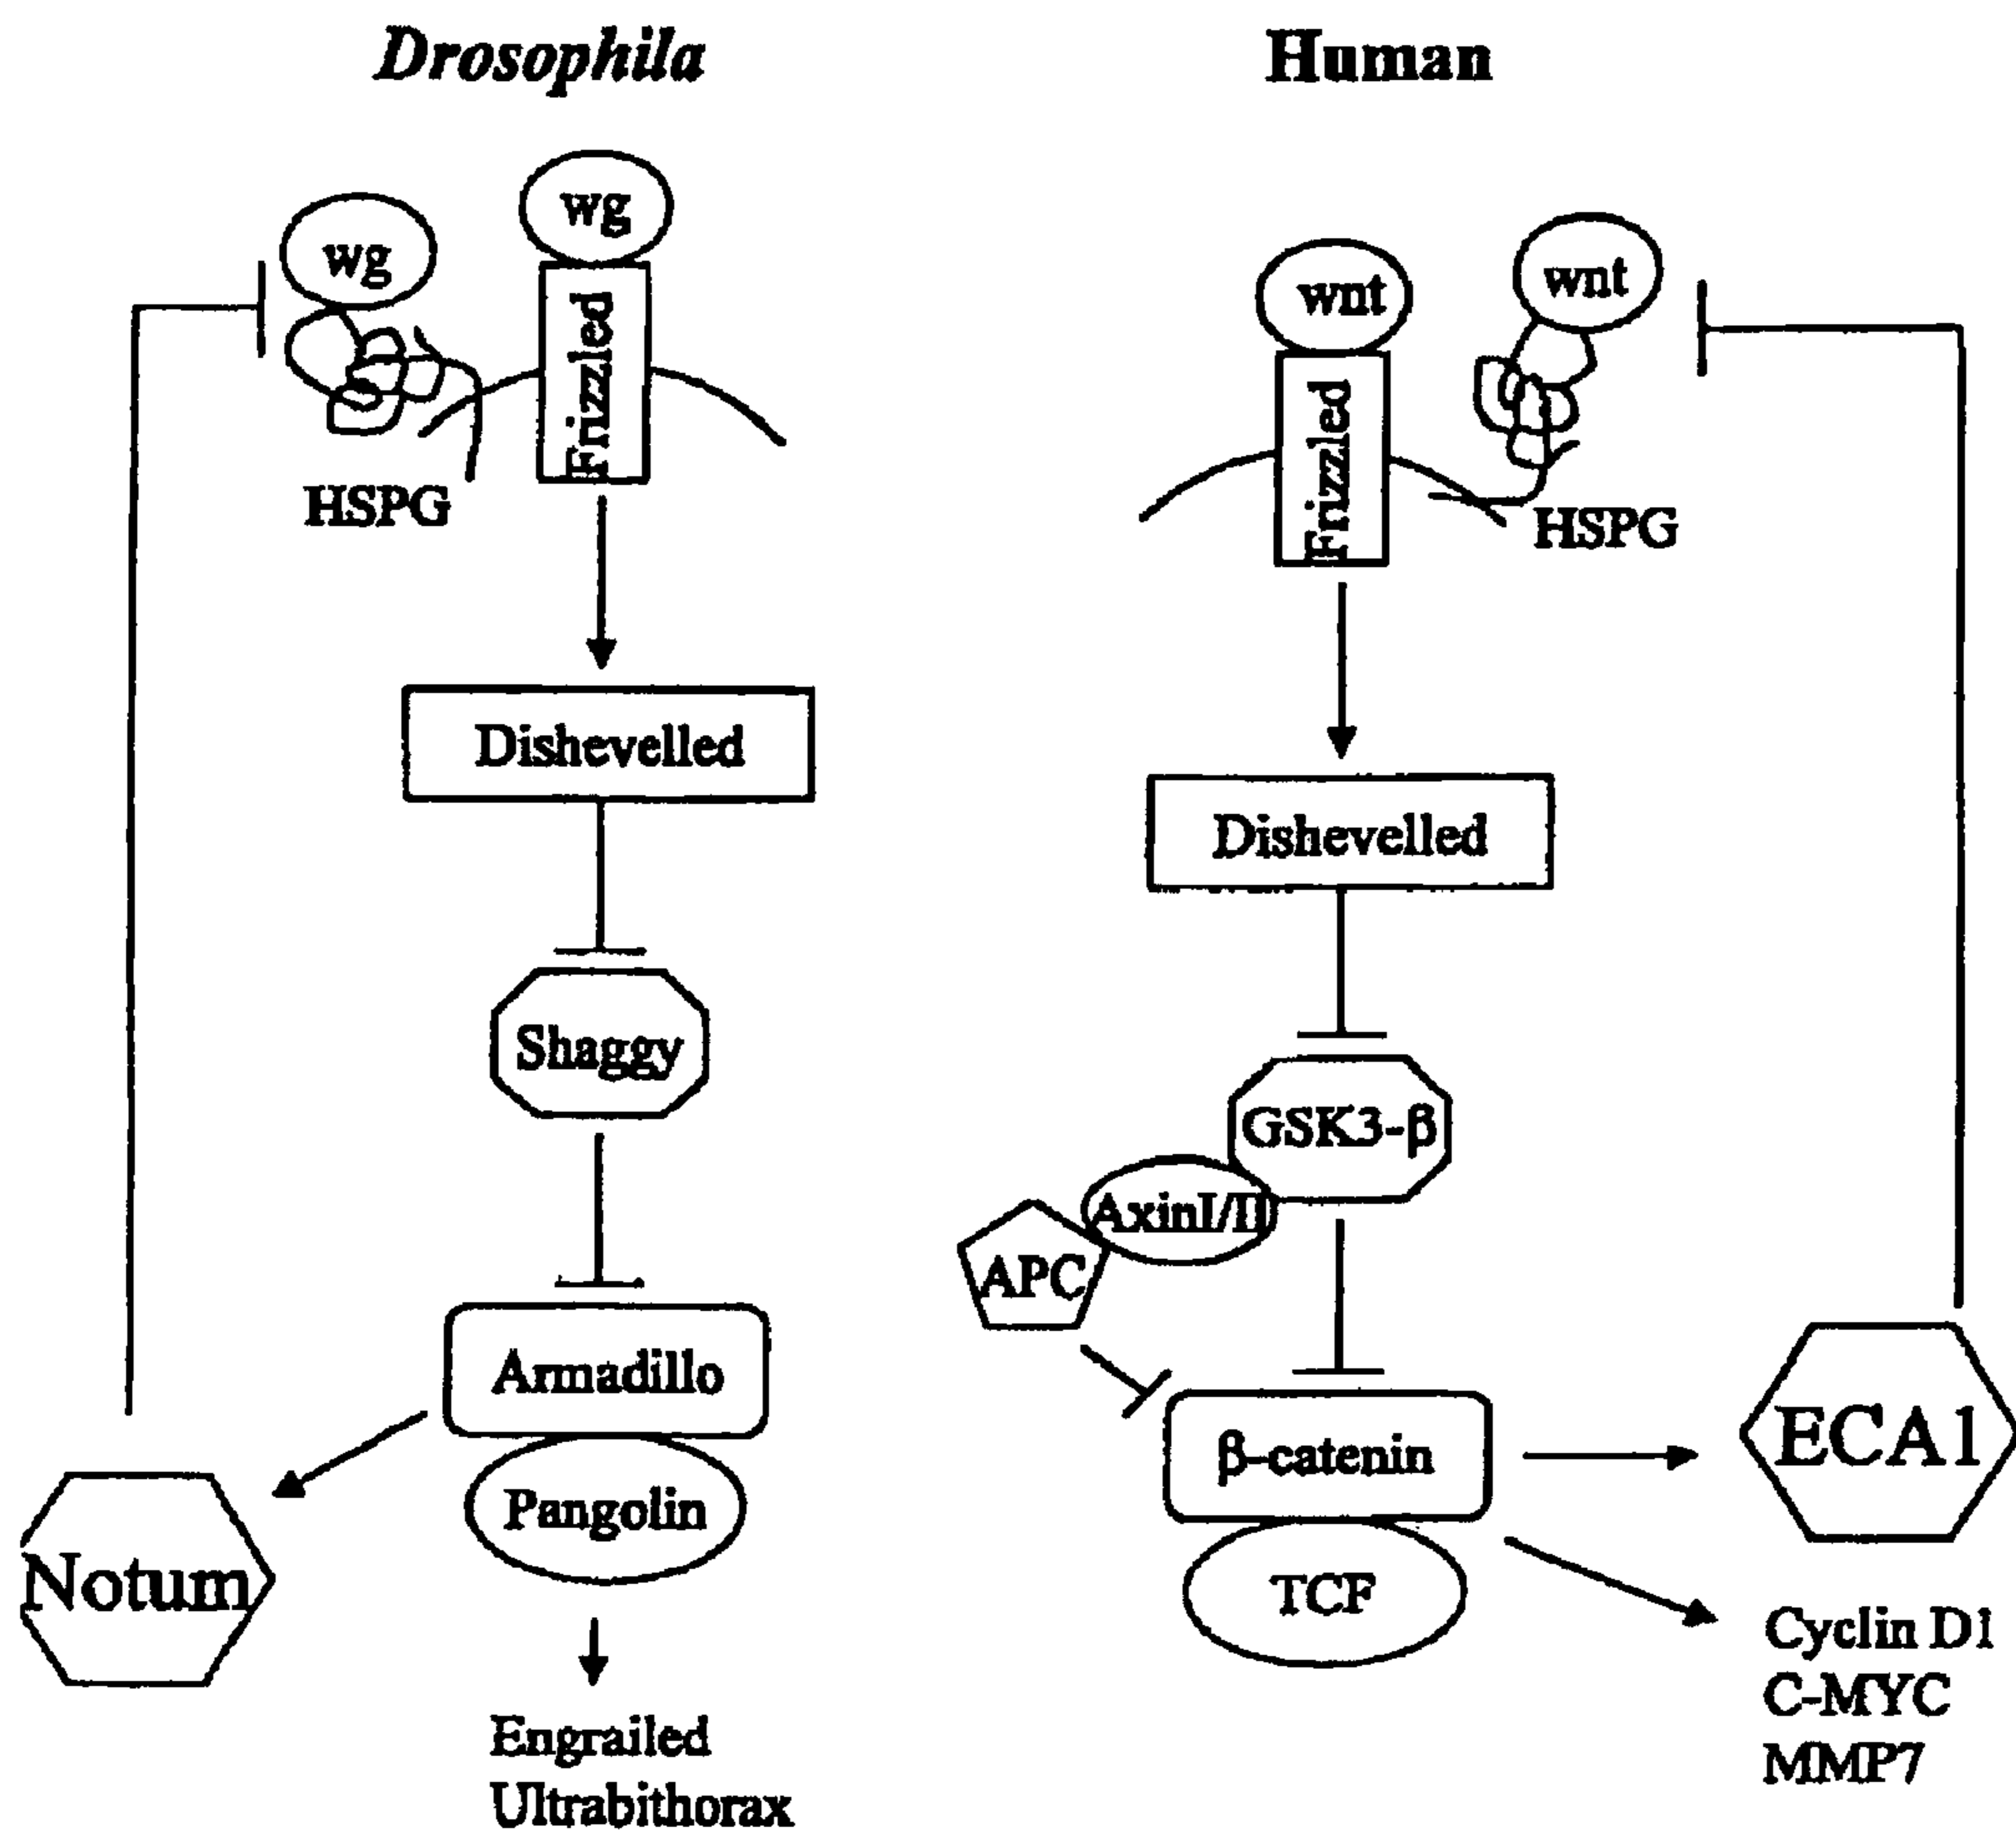 Drosophila
wg
wg
Frizzled
HSPG
Dishevelled
Shaggy
Armadillo
Pangolin
Notum
Engrailed
Ultrabithorax
Human
wnt
wnt
Frizzled
HSPG
Dishevelled
GSK3-β
AxinI/II
APC
β-catenin
ECA1
TCF
Cyclin D1
C-MYC
MMP7